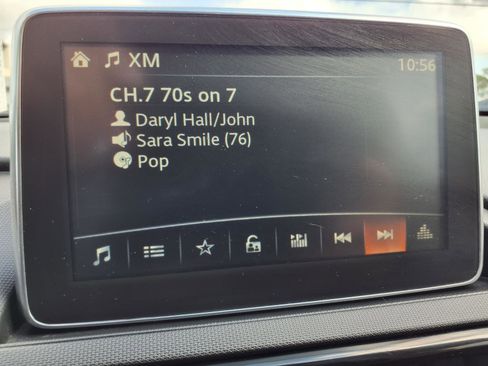 XM
10:56
CH.7 70s on 7
Daryl Hall/John
Sara Smile (76)
Pop